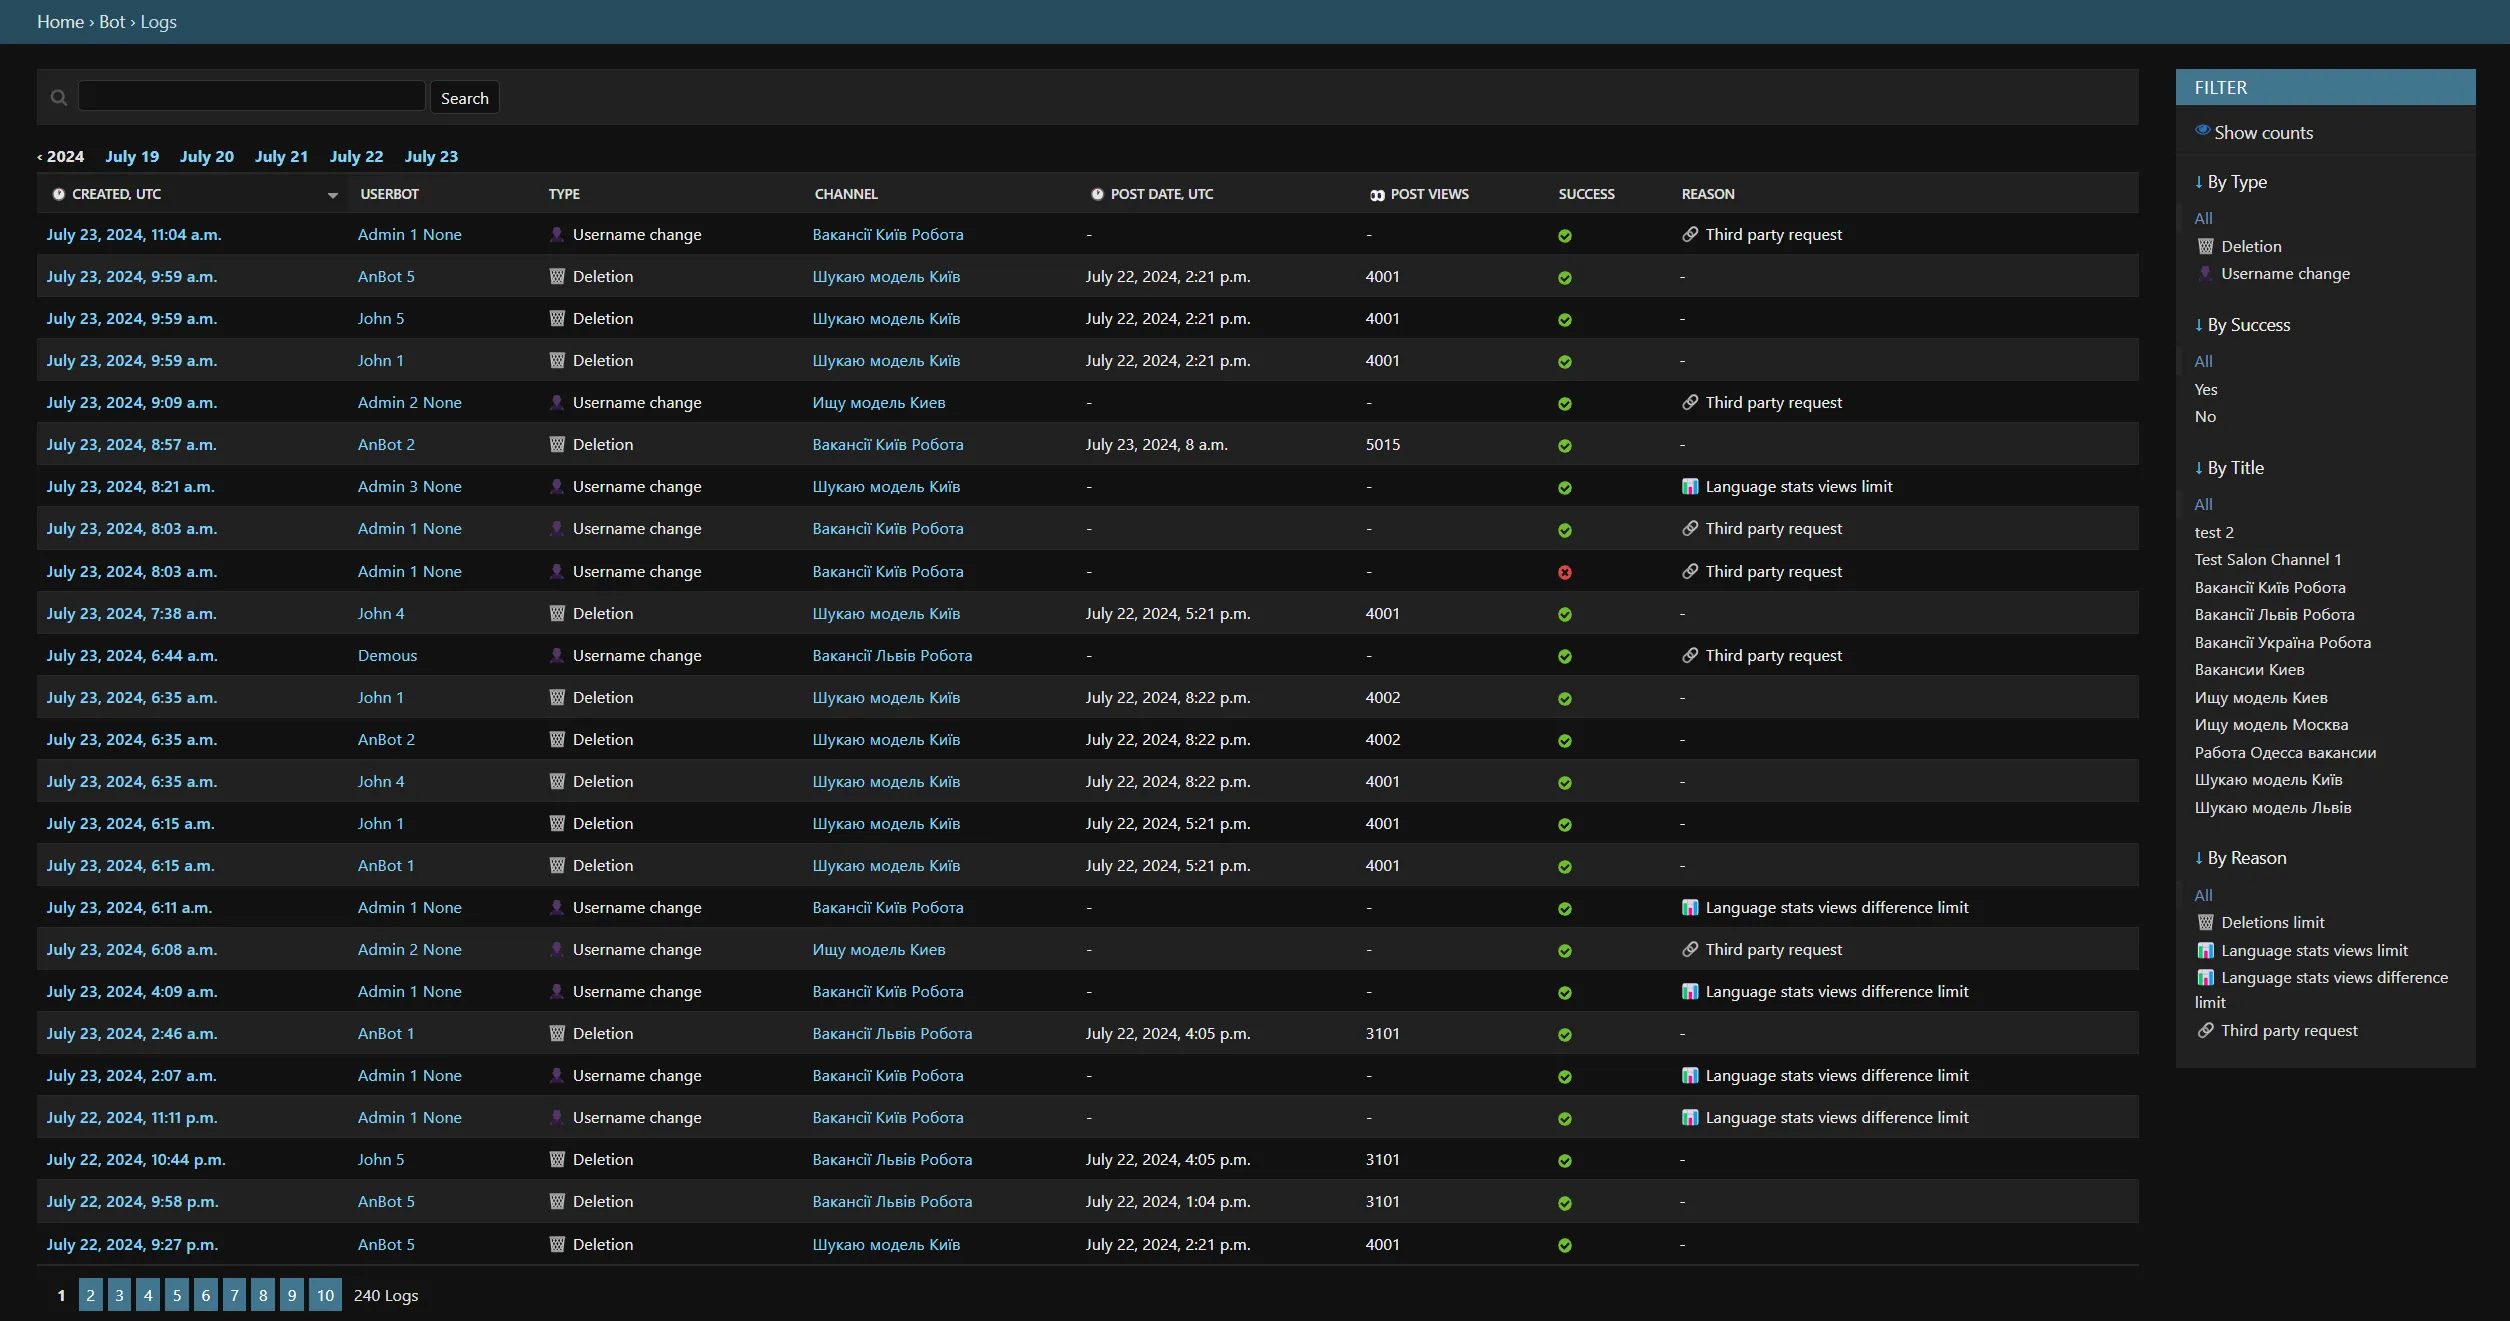 Home › Bot › Logs
Search
‹ 2024 July 19 July 20 July 21 July 22 July 23
CREATED, UTC USERBOT TYPE CHANNEL POST DATE, UTC POST VIEWS SUCCESS REASON
July 23, 2024, 11:04 a.m. Admin 1 None Username change Вакансії Київ Робота - - Third party request
July 23, 2024, 9:59 a.m. AnBot 5 Deletion Шукаю модель Київ July 22, 2024, 2:21 p.m. 4001 -
July 23, 2024, 9:59 a.m. John 5 Deletion Шукаю модель Київ July 22, 2024, 2:21 p.m. 4001 -
July 23, 2024, 9:59 a.m. John 1 Deletion Шукаю модель Київ July 22, 2024, 2:21 p.m. 4001 -
July 23, 2024, 9:09 a.m. Admin 2 None Username change Ищу модель Киев - - Third party request
July 23, 2024, 8:57 a.m. AnBot 2 Deletion Вакансії Київ Робота July 23, 2024, 8 a.m. 5015 -
July 23, 2024, 8:21 a.m. Admin 3 None Username change Шукаю модель Київ - - Language stats views limit
July 23, 2024, 8:03 a.m. Admin 1 None Username change Вакансії Київ Робота - - Third party request
July 23, 2024, 8:03 a.m. Admin 1 None Username change Вакансії Київ Робота - - Third party request
July 23, 2024, 7:38 a.m. John 4 Deletion Шукаю модель Київ July 22, 2024, 5:21 p.m. 4001 -
July 23, 2024, 6:44 a.m. Demous Username change Вакансії Львів Робота - - Third party request
July 23, 2024, 6:35 a.m. John 1 Deletion Шукаю модель Київ July 22, 2024, 8:22 p.m. 4002 -
July 23, 2024, 6:35 a.m. AnBot 2 Deletion Шукаю модель Київ July 22, 2024, 8:22 p.m. 4002 -
July 23, 2024, 6:35 a.m. John 4 Deletion Шукаю модель Київ July 22, 2024, 8:22 p.m. 4001 -
July 23, 2024, 6:15 a.m. John 1 Deletion Шукаю модель Київ July 22, 2024, 5:21 p.m. 4001 -
July 23, 2024, 6:15 a.m. AnBot 1 Deletion Шукаю модель Київ July 22, 2024, 5:21 p.m. 4001 -
July 23, 2024, 6:11 a.m. Admin 1 None Username change Вакансії Київ Робота - - Language stats views difference limit
July 23, 2024, 6:08 a.m. Admin 2 None Username change Ищу модель Киев - - Third party request
July 23, 2024, 4:09 a.m. Admin 1 None Username change Вакансії Київ Робота - - Language stats views difference limit
July 23, 2024, 2:46 a.m. AnBot 1 Deletion Вакансії Львів Робота July 22, 2024, 4:05 p.m. 3101 -
July 23, 2024, 2:07 a.m. Admin 1 None Username change Вакансії Київ Робота - - Language stats views difference limit
July 22, 2024, 11:11 p.m. Admin 1 None Username change Вакансії Київ Робота - - Language stats views difference limit
July 22, 2024, 10:44 p.m. John 5 Deletion Вакансії Львів Робота July 22, 2024, 4:05 p.m. 3101 -
July 22, 2024, 9:58 p.m. AnBot 5 Deletion Вакансії Львів Робота July 22, 2024, 1:04 p.m. 3101 -
July 22, 2024, 9:27 p.m. AnBot 5 Deletion Шукаю модель Київ July 22, 2024, 2:21 p.m. 4001 -
1 2 3 4 5 6 7 8 9 10 240 Logs
FILTER
Show counts
↓ By Type
All
Deletion
Username change
↓ By Success
All
Yes
No
↓ By Title
All
test 2
Test Salon Channel 1
Вакансії Київ Робота
Вакансії Львів Робота
Вакансії Україна Робота
Вакансии Киев
Ищу модель Киев
Ищу модель Москва
Работа Одесса вакансии
Шукаю модель Київ
Шукаю модель Львів
↓ By Reason
All
Deletions limit
Language stats views limit
Language stats views difference
limit
Third party request